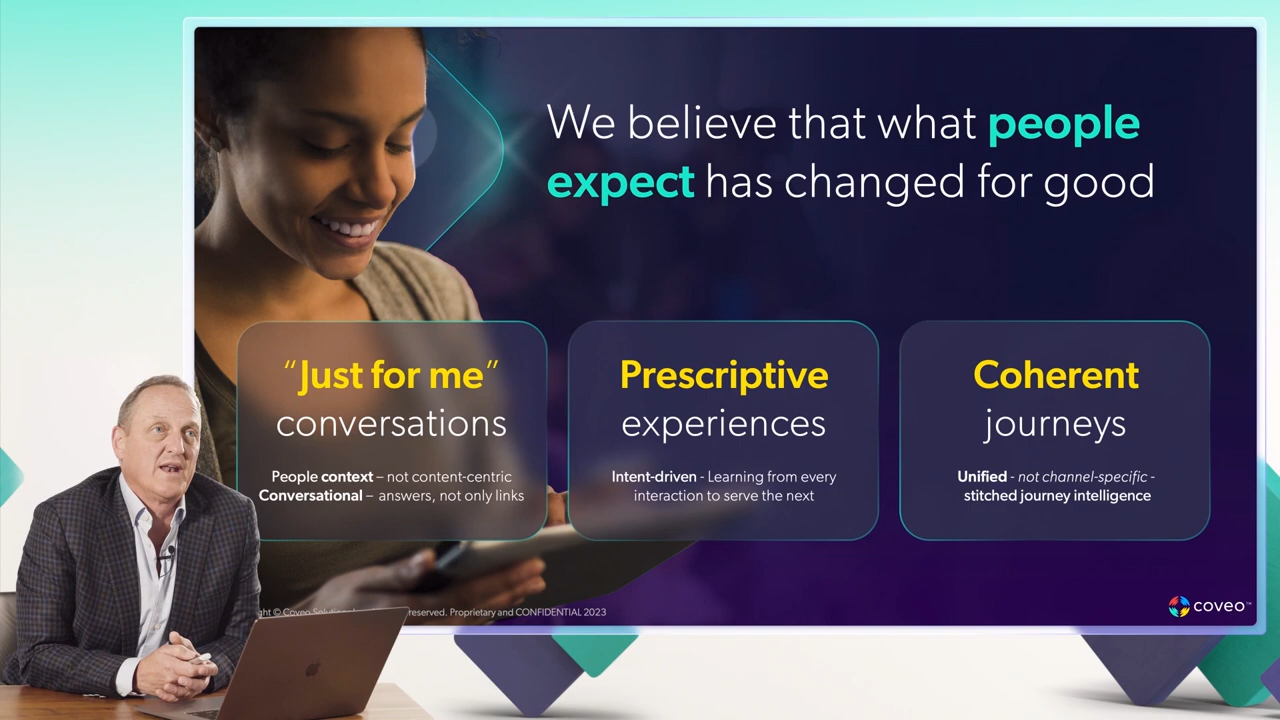 We believe that what people
expect has changed for good
“Just for me”
conversations
People context – not content-centric
Conversational – answers, not only links
Prescriptive
experiences
Intent-driven - Learning from every
interaction to serve the next
Coherent
journeys
Unified - not channel-specific -
stitched journey intelligence
© Coveo reserved. Proprietary and CONFIDENTIAL 2023
coveo™